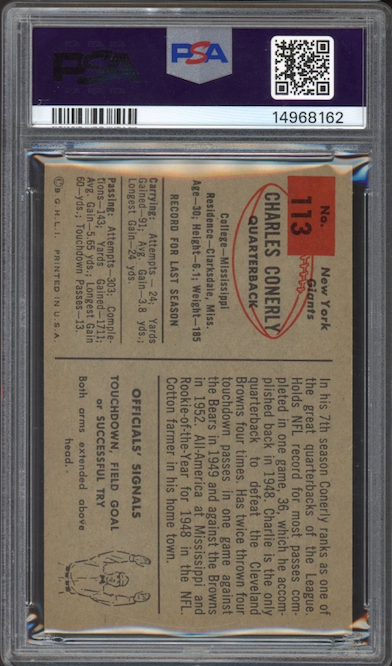 PSA
PSA
14968162
No.
113
New York
Giants
CHARLES CONERLY
QUARTERBACK
College—Mississippi
Residence—Clarksdale, Miss.
Age—30; Height—6.1; Weight—185
RECORD FOR LAST SEASON
Carrying: Attempts—24; Yards
Gained—91; Avg. Gain—3.8 yds.;
Longest Gain—24 yds.
Passing: Attempts—303; Comple-
tions—143; Yards Gained—1711;
Avg. Gain—5.65 yds.; Longest Gain
60—yds.; Touchdown Passes—13.
© B.G.H.L.I. PRINTED IN U.S.A.
In his 7th season Conerly ranks as one of
the great quarterbacks of the League.
Holds NFL record for most passes com-
pleted in one game, 36, which he accom-
plished back in 1948. Charlie is the only
quarterback to defeat the Cleveland
Browns four times. Has twice thrown four
touchdown passes in one game against
the Bears in 1949 and against the Browns
in 1952. All-America at Mississippi and
Rookie-of-the-Year for 1948 in the NFL.
Cotton farmer in his home town.
OFFICIALS' SIGNALS
TOUCHDOWN, FIELD GOAL
or SUCCESSFUL TRY
Both arms extended above
head.